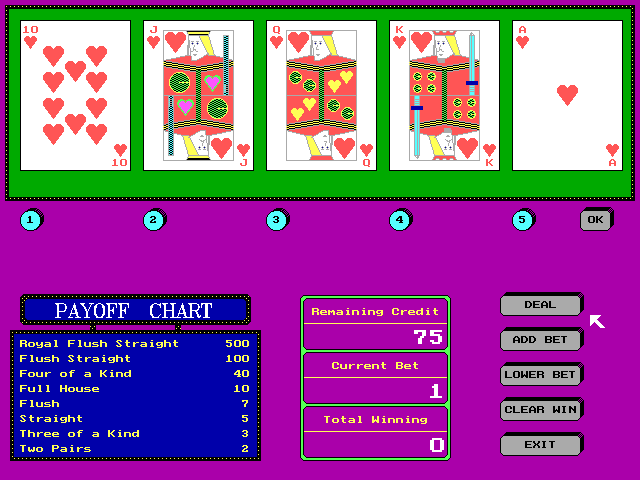 10 J Q K A
10 J Q K A
1 2 3 4 5 OK
PAYOFF CHART
Royal Flush Straight 500
Flush Straight 100
Four of a Kind 40
Full House 10
Flush 7
Straight 5
Three of a Kind 3
Two Pairs 2
Remaining Credit
75
Current Bet
1
Total Winning
0
DEAL
ADD BET
LOWER BET
CLEAR WIN
EXIT